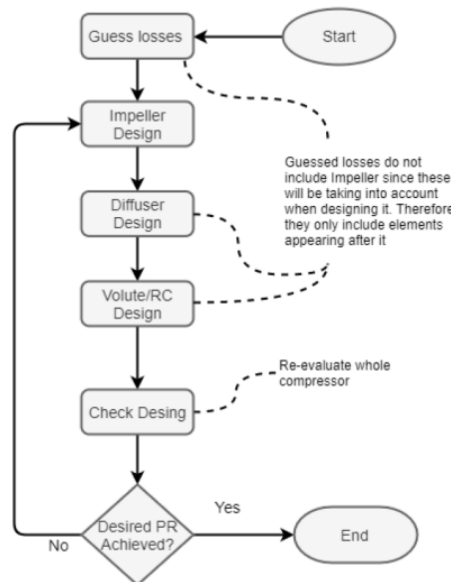 Guess losses
Start
Impeller
Design
Guessed losses do not
include Impeller since these
will be taking into account
when designing it. Therefore
they only include elements
appearing after it
Diffuser
Design
Volute/RC
Design
Re-evaluate whole
compressor
Check Desing
Desired PR
Achieved?
Yes
No
End